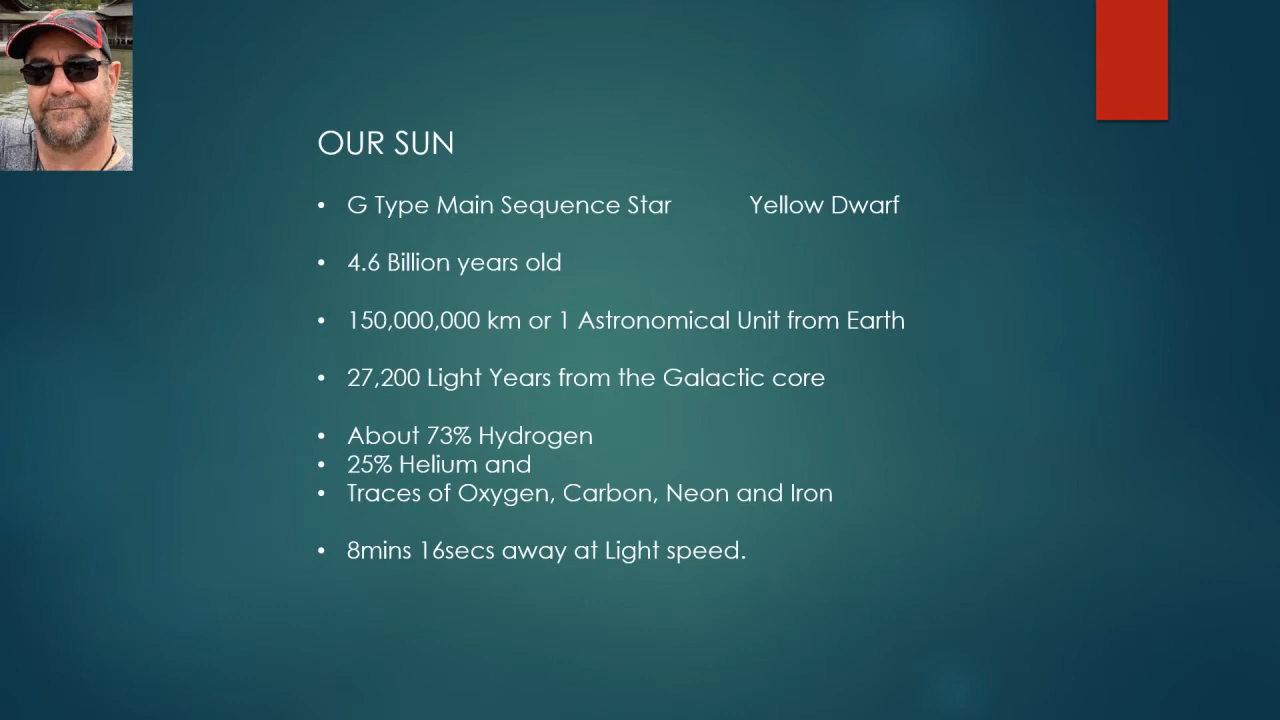 OUR SUN
• G Type Main Sequence Star Yellow Dwarf
• 4.6 Billion years old
• 150,000,000 km or 1 Astronomical Unit from Earth
• 27,200 Light Years from the Galactic core
• About 73% Hydrogen
• 25% Helium and
• Traces of Oxygen, Carbon, Neon and Iron
• 8mins 16secs away at Light speed.